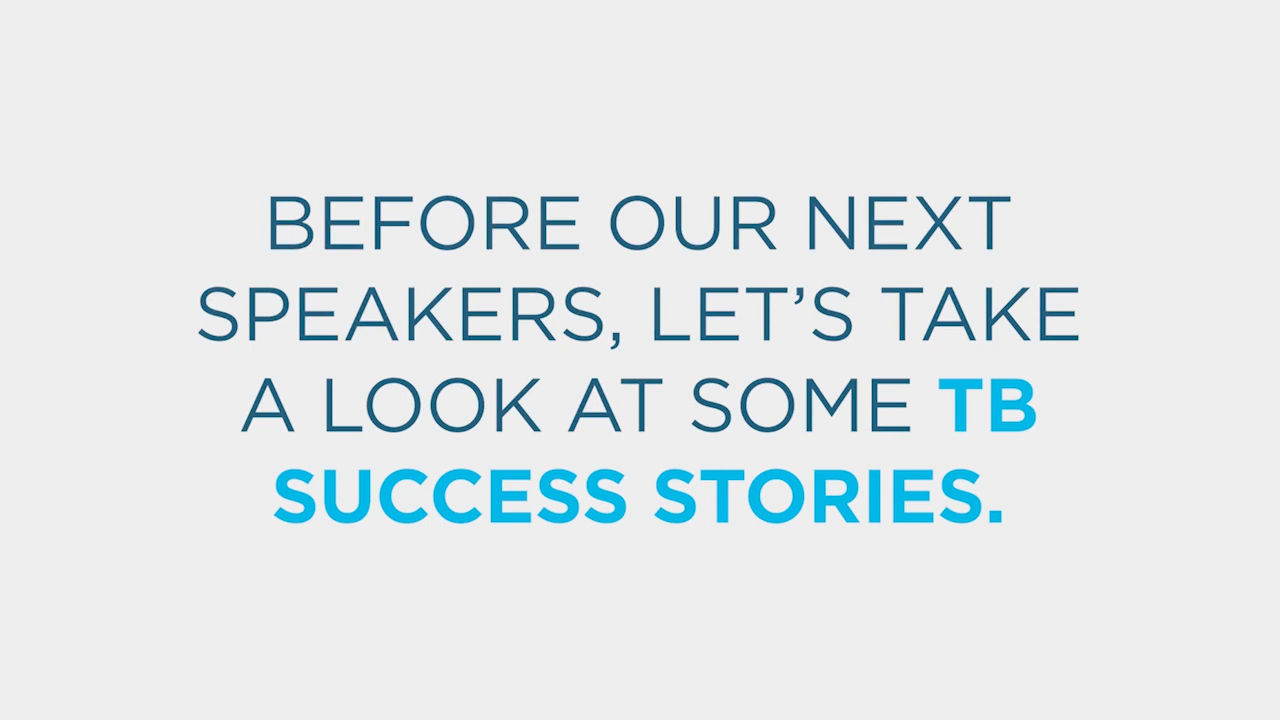 BEFORE OUR NEXT
SPEAKERS, LET’S TAKE
A LOOK AT SOME TB
SUCCESS STORIES.